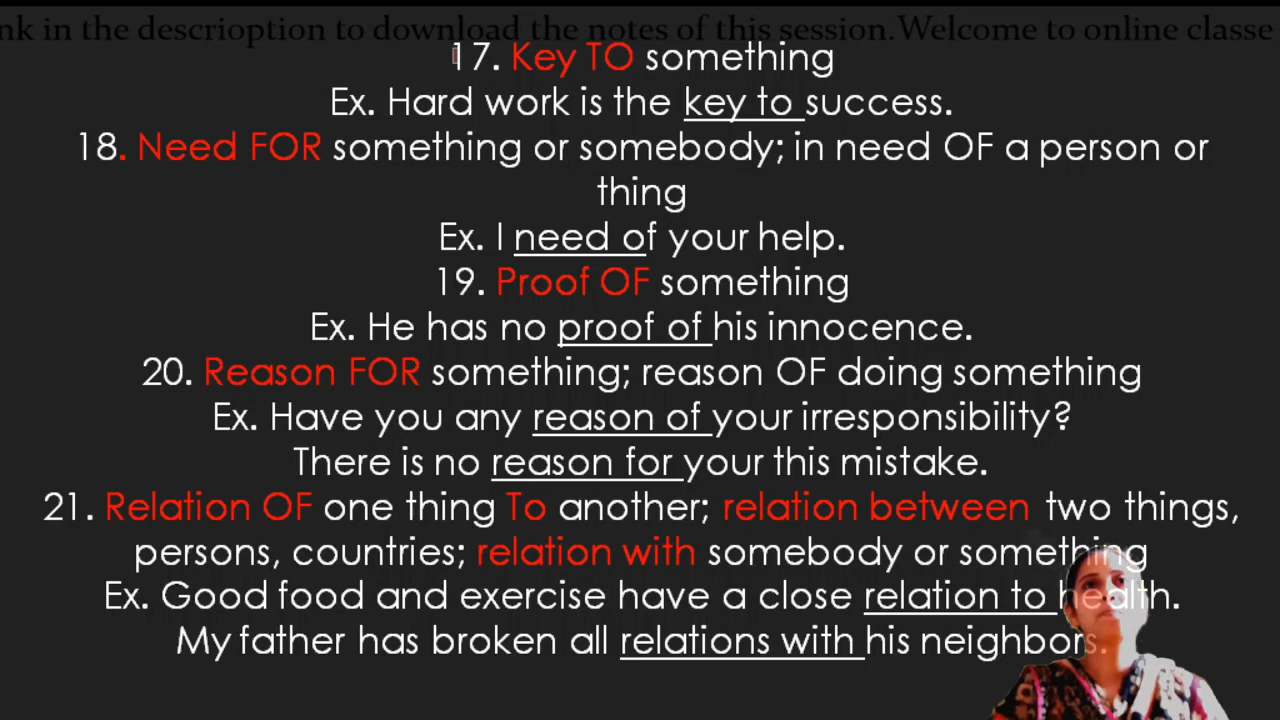 nk in the descrioption to download the notes of this session.Welcome to online classe
17. Key TO something
Ex. Hard work is the key to success.
18. Need FOR something or somebody; in need OF a person or
thing
Ex. I need of your help.
19. Proof OF something
Ex. He has no proof of his innocence.
20. Reason FOR something; reason OF doing something
Ex. Have you any reason of your irresponsibility?
There is no reason for your this mistake.
21. Relation OF one thing To another; relation between two things,
persons, countries; relation with somebody or something
Ex. Good food and exercise have a close relation to health.
My father has broken all relations with his neighbors.